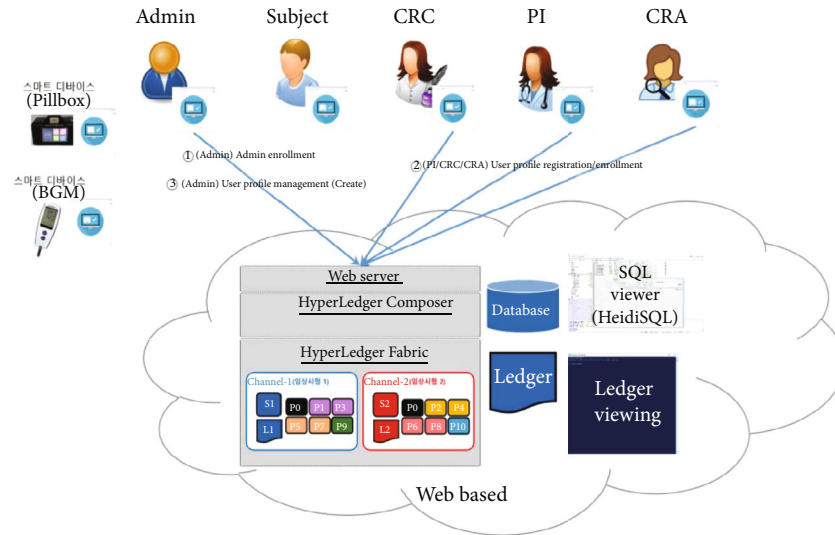 Admin
Subject
CRC
PI
CRA
스마트 디바이스
(Pillbox)
스마트 디바이스
(BGM)
① (Admin) Admin enrollment
② (PI/CRC/CRA) User profile registration/enrollment
③ (Admin) User profile management (Create)
Web server
HyperLedger Composer
HyperLedger Fabric
Channel-1(임상시험 1)
S1
P0
P1
P3
L1
P5
P7
P9
Channel-2(임상시험 2)
S2
P0
P2
P4
L2
P6
P8
P10
Database
Ledger
SQL
viewer
(HeidiSQL)
Ledger
viewing
Web based